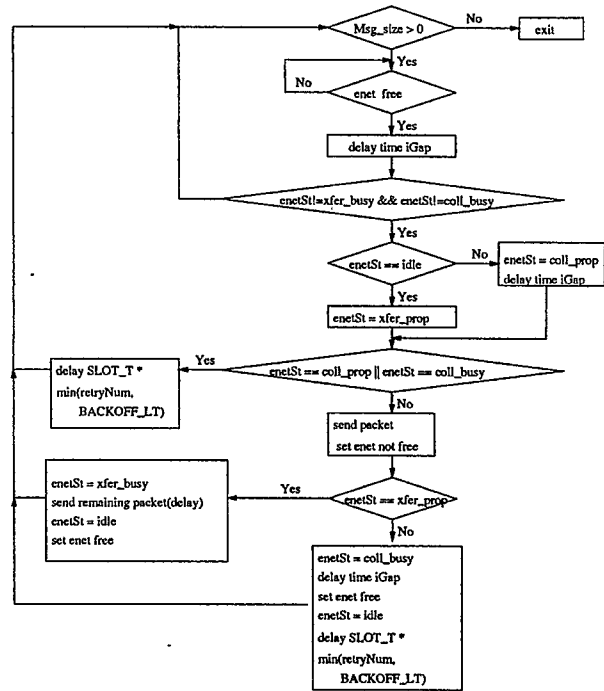 Msg_size > 0
No
exit
Yes
No
enet free
Yes
delay time iGap
enetSt!=xfer_busy && enetSt!=coll_busy
Yes
enetSt == idle
No
enetSt = coll_prop
delay time iGap
Yes
enetSt = xfer_prop
enetSt == coll_prop || enetSt == coll_busy
Yes
delay SLOT_T *
min(retryNum,
BACKOFF_LT)
No
send packet
set enet not free
enetSt == xfer_prop
Yes
enetSt = xfer_busy
send remaining packet(delay)
enetSt = idle
set enet free
No
enetSt = coll_busy
delay time iGap
set enet free
enetSt = idle
delay SLOT_T *
min(retryNum,
BACKOFF_LT)